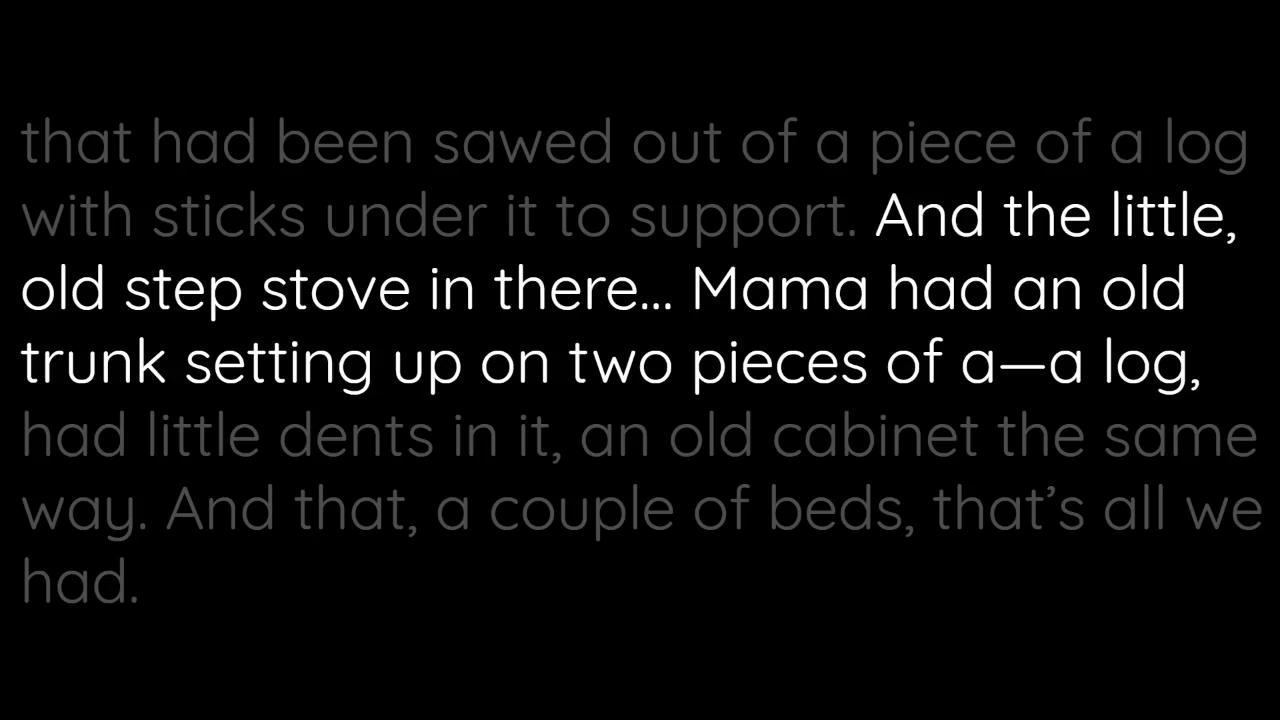 that had been sawed out of a piece of a log
with sticks under it to support. And the little,
old step stove in there... Mama had an old
trunk setting up on two pieces of a—a log,
had little dents in it, an old cabinet the same
way. And that, a couple of beds, that’s all we
had.